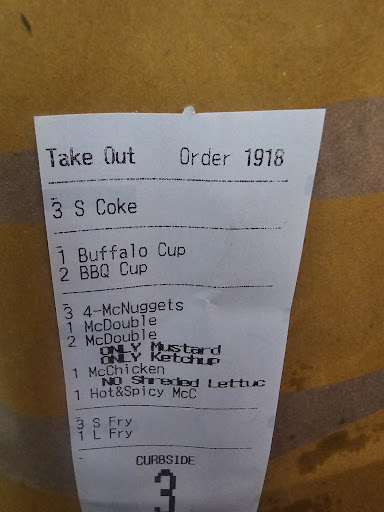 Take Out Order 1918
3 S Coke
1 Buffalo Cup
2 BBQ Cup
3 4-McNuggets
1 McDouble
2 McDouble
ONLY Mustard
ONLY Ketchup
1 McChicken
NO Shreded Lettuc
1 Hot&Spicy McC
3 S Fry
1 L Fry
CURBSIDE
3